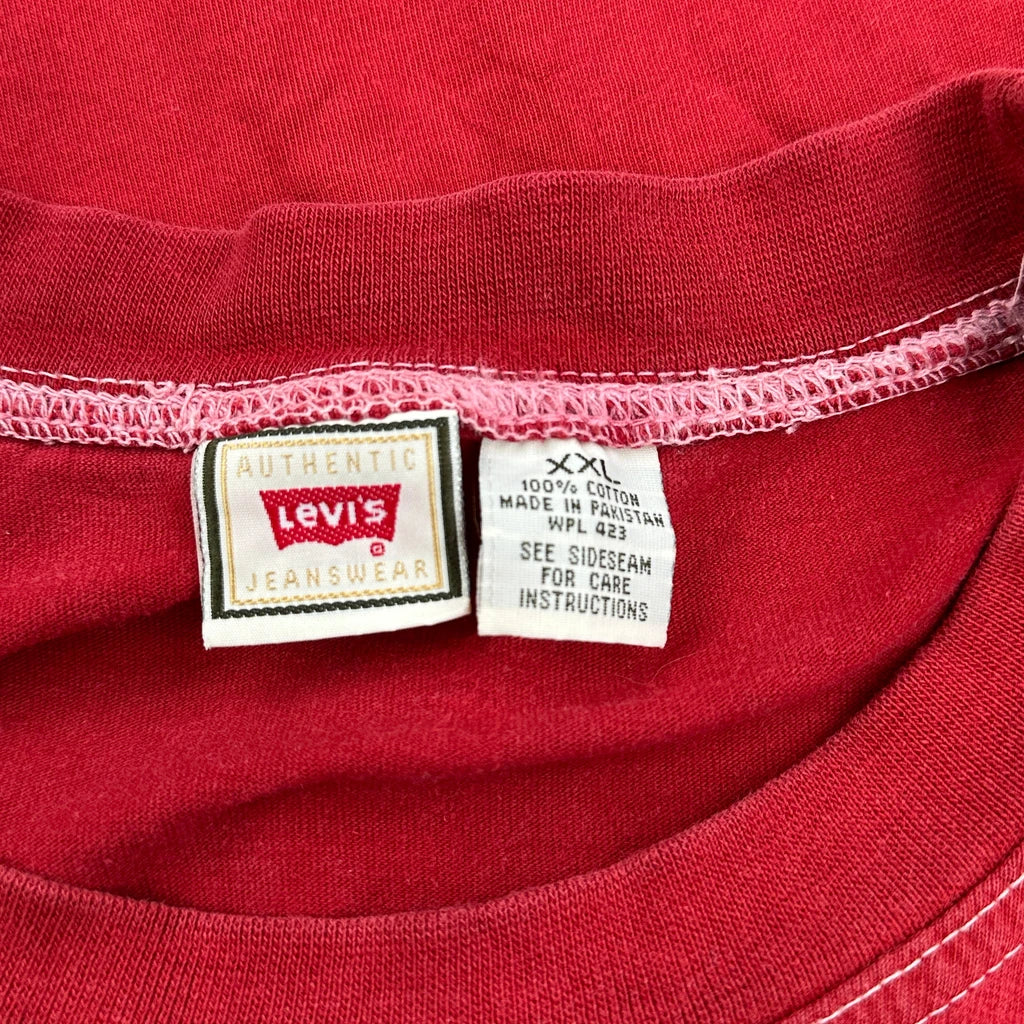 AUTHENTIC
LEVI'S
®
JEANSWEAR
XXL
100% COTTON
MADE IN PAKISTAN
WPL 423
SEE SIDESEAM
FOR CARE
INSTRUCTIONS